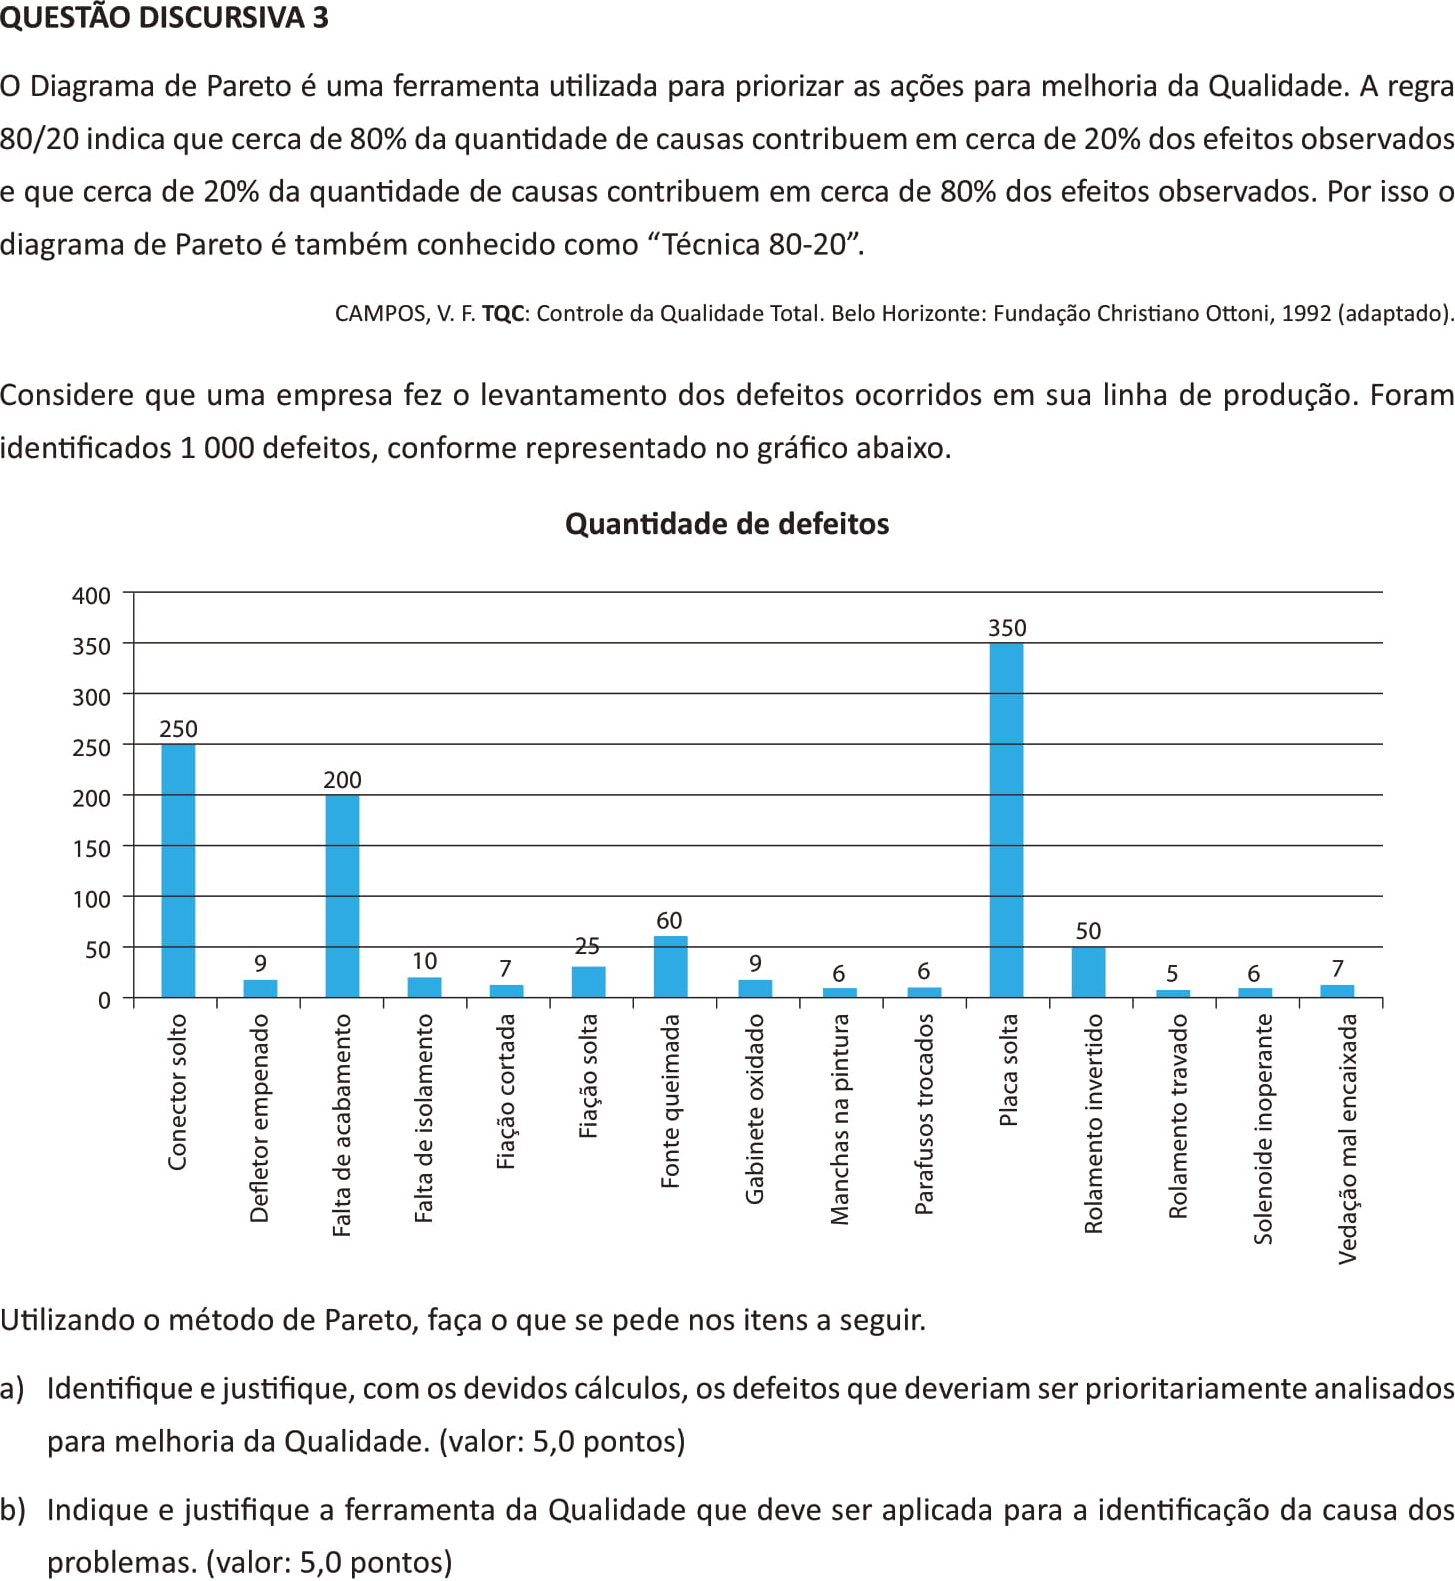 QUESTÃO DISCURSIVA 3
O Diagrama de Pareto é uma ferramenta utilizada para priorizar as ações para melhoria da Qualidade. A regra
80/20 indica que cerca de 80% da quantidade de causas contribuem em cerca de 20% dos efeitos observados
e que cerca de 20% da quantidade de causas contribuem em cerca de 80% dos efeitos observados. Por isso o
diagrama de Pareto é também conhecido como “Técnica 80-20”.
CAMPOS, V. F. TQC: Controle da Qualidade Total. Belo Horizonte: Fundação Christiano Ottoni, 1992 (adaptado).
Considere que uma empresa fez o levantamento dos defeitos ocorridos em sua linha de produção. Foram
identificados 1 000 defeitos, conforme representado no gráfico abaixo.
Quantidade de defeitos
400
350
300
250
200
150
100
50
0
250
9
200
10
7
25
60
9
6
6
350
50
5
6
7
Conector solto
Defletor empenado
Falta de acabamento
Falta de isolamento
Fiação cortada
Fiação solta
Fonte queimada
Gabinete oxidado
Manchas na pintura
Parafusos trocados
Placa solta
Rolamento invertido
Rolamento travado
Solenoide inoperante
Vedação mal encaixada
Utilizando o método de Pareto, faça o que se pede nos itens a seguir.
a) Identifique e justifique, com os devidos cálculos, os defeitos que deveriam ser prioritariamente analisados
para melhoria da Qualidade. (valor: 5,0 pontos)
b) Indique e justifique a ferramenta da Qualidade que deve ser aplicada para a identificação da causa dos
problemas. (valor: 5,0 pontos)